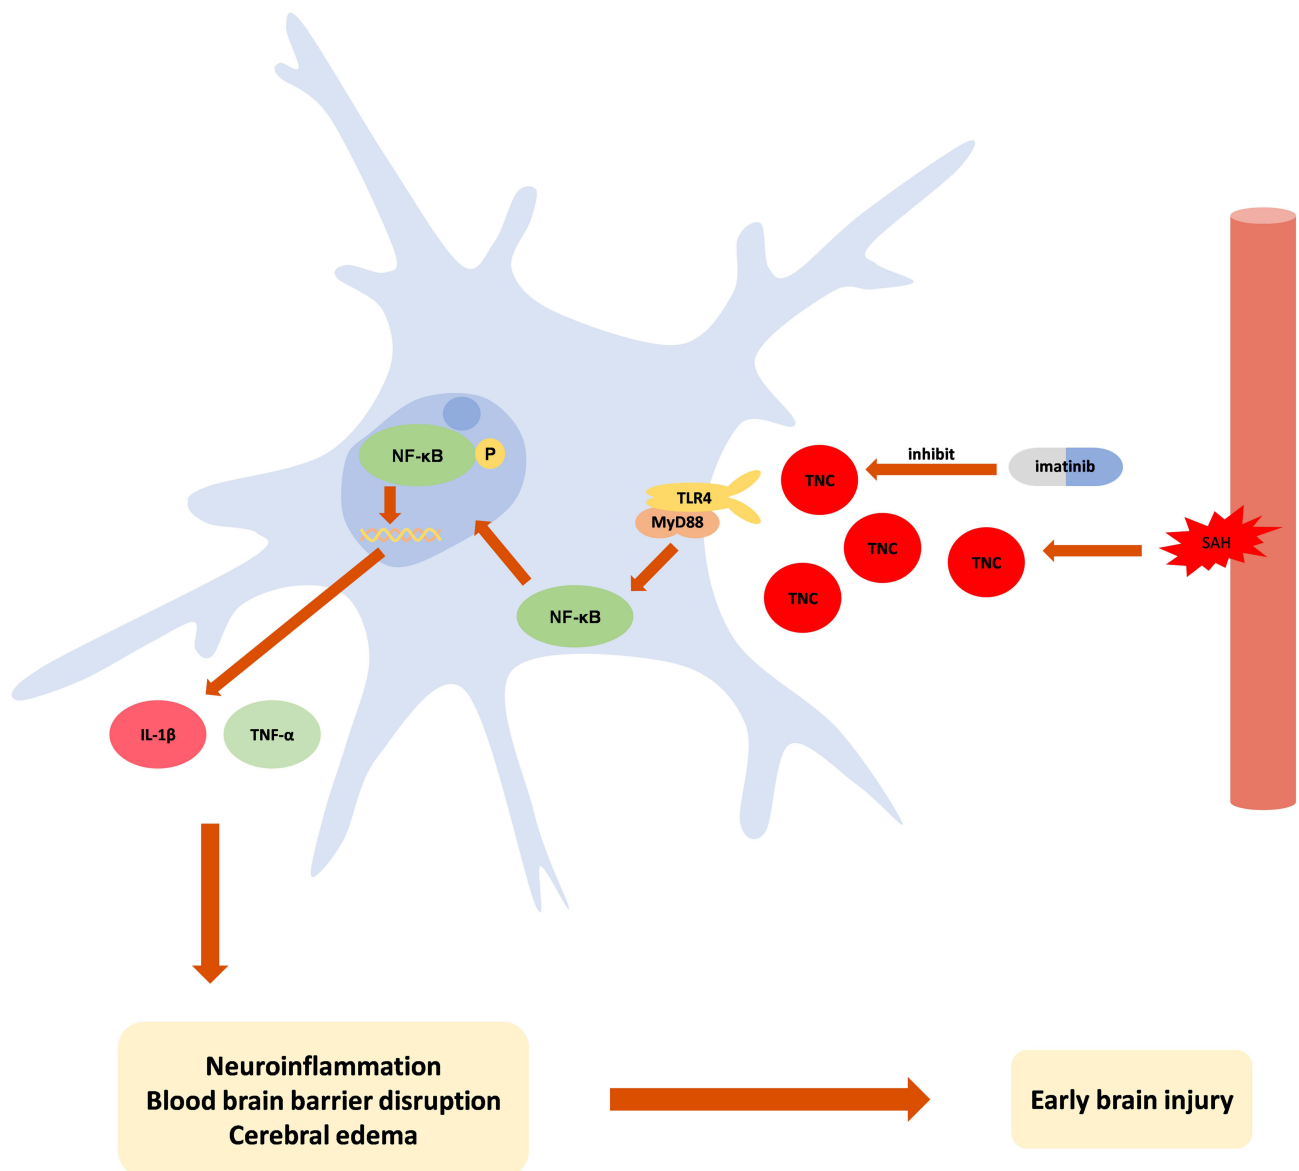 NF-κB
P
TLR4
MyD88
NF-κB
TNC
TNC
TNC
TNC
inhibit
imatinib
SAH
IL-1β
TNF-α
Neuroinflammation
Blood brain barrier disruption
Cerebral edema
Early brain injury